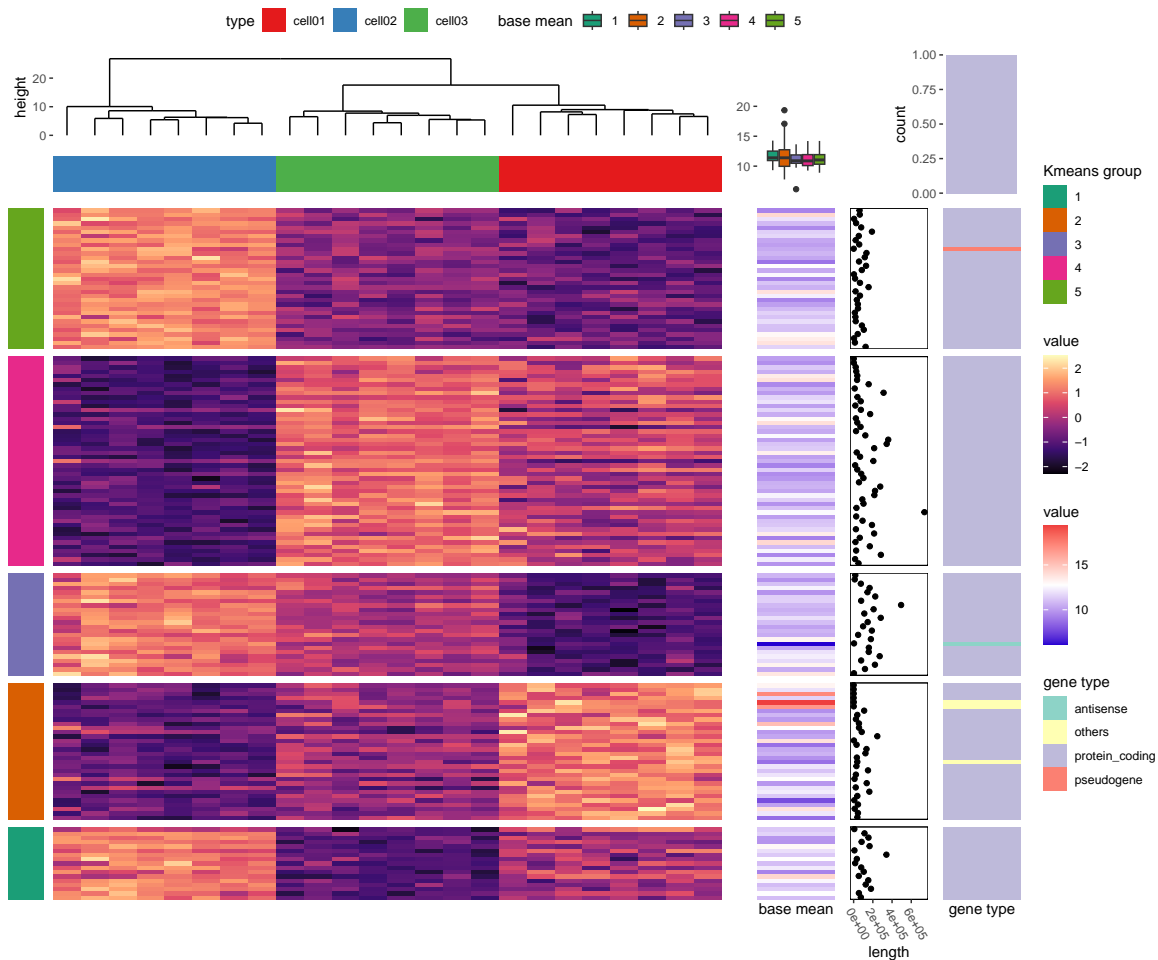 type cell01 cell02 cell03 base mean 1 2 3 4 5
height
20
10
0
20
15
10
count
1.00
0.75
0.50
0.25
0.00
Kmeans group
1
2
3
4
5
value
2
1
0
−1
−2
value
15
10
gene type
antisense
others
protein_coding
pseudogene
base mean
0e+00
2e+05
4e+05
6e+05
length
gene type